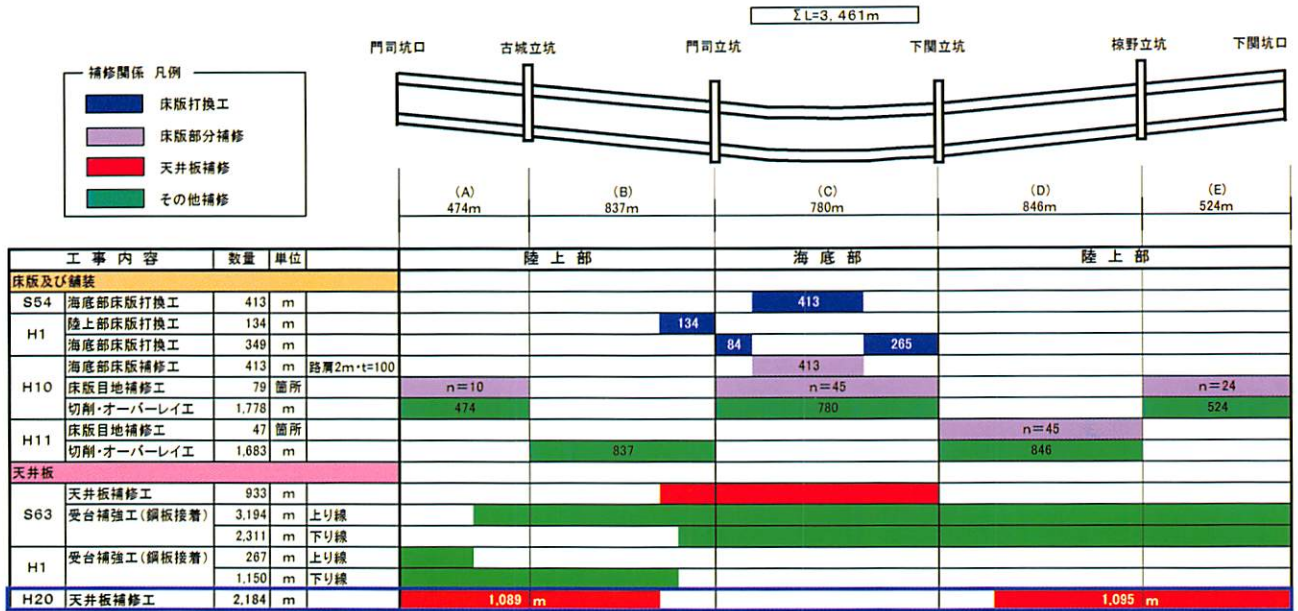 ΣL=3,461m
門司坑口 古城立坑 門司立坑 下関立坑 椋野立坑 下関坑口
補修関係 凡例
床版打換工
床版部分補修
天井板補修
その他補修
(A) (B) (C) (D) (E)
474m 837m 780m 846m 524m
工事内容 数量 単位 陸上部 海底部 陸上部
床版及び舗装
S54 海底部床版打換工 413 m 413
H1 陸上部床版打換工 134 m 134
海底部床版打換工 349 m 84 265
H10 海底部床版補修工 413 m 路肩2m・t=100 413
床版目地補修工 79 箇所 n=10 n=45 n=24
切削・オーバーレイ工 1,778 m 474 780 524
H11 床版目地補修工 47 箇所 n=45
切削・オーバーレイ工 1,683 m 837 846
天井板
S63 天井板補修工 933 m
受台補強工(鋼板接着) 3,194 m 上り線
2,311 m 下り線
H1 受台補強工(鋼板接着) 267 m 上り線
1,150 m 下り線
H20 天井板補修工 2,184 m 1,089 m 1,095 m